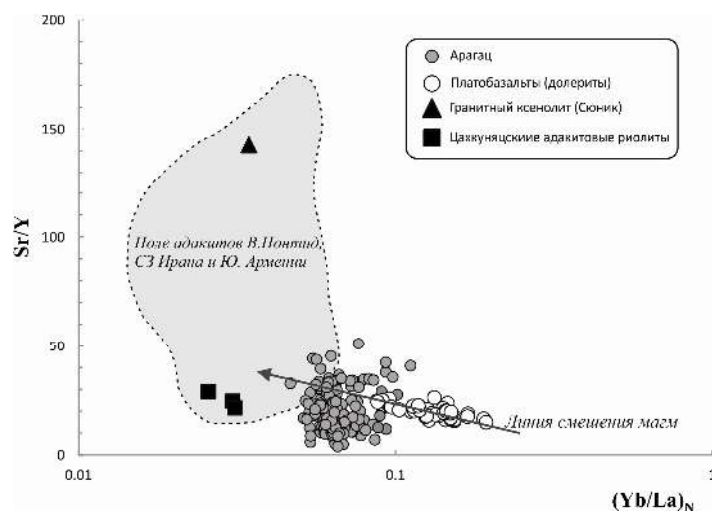 200
150
100
50
0
Sr/Y
Арагац
Платобазальты (долериты)
Гранитный ксенолит (Сюник)
Цахкуняцскиие адакитовые риолиты
Поле адакитов В.Понтид,
СЗ Ирана и Ю. Армении
Линия смешения магм
0.01
0.1
1
(Yb/La)N